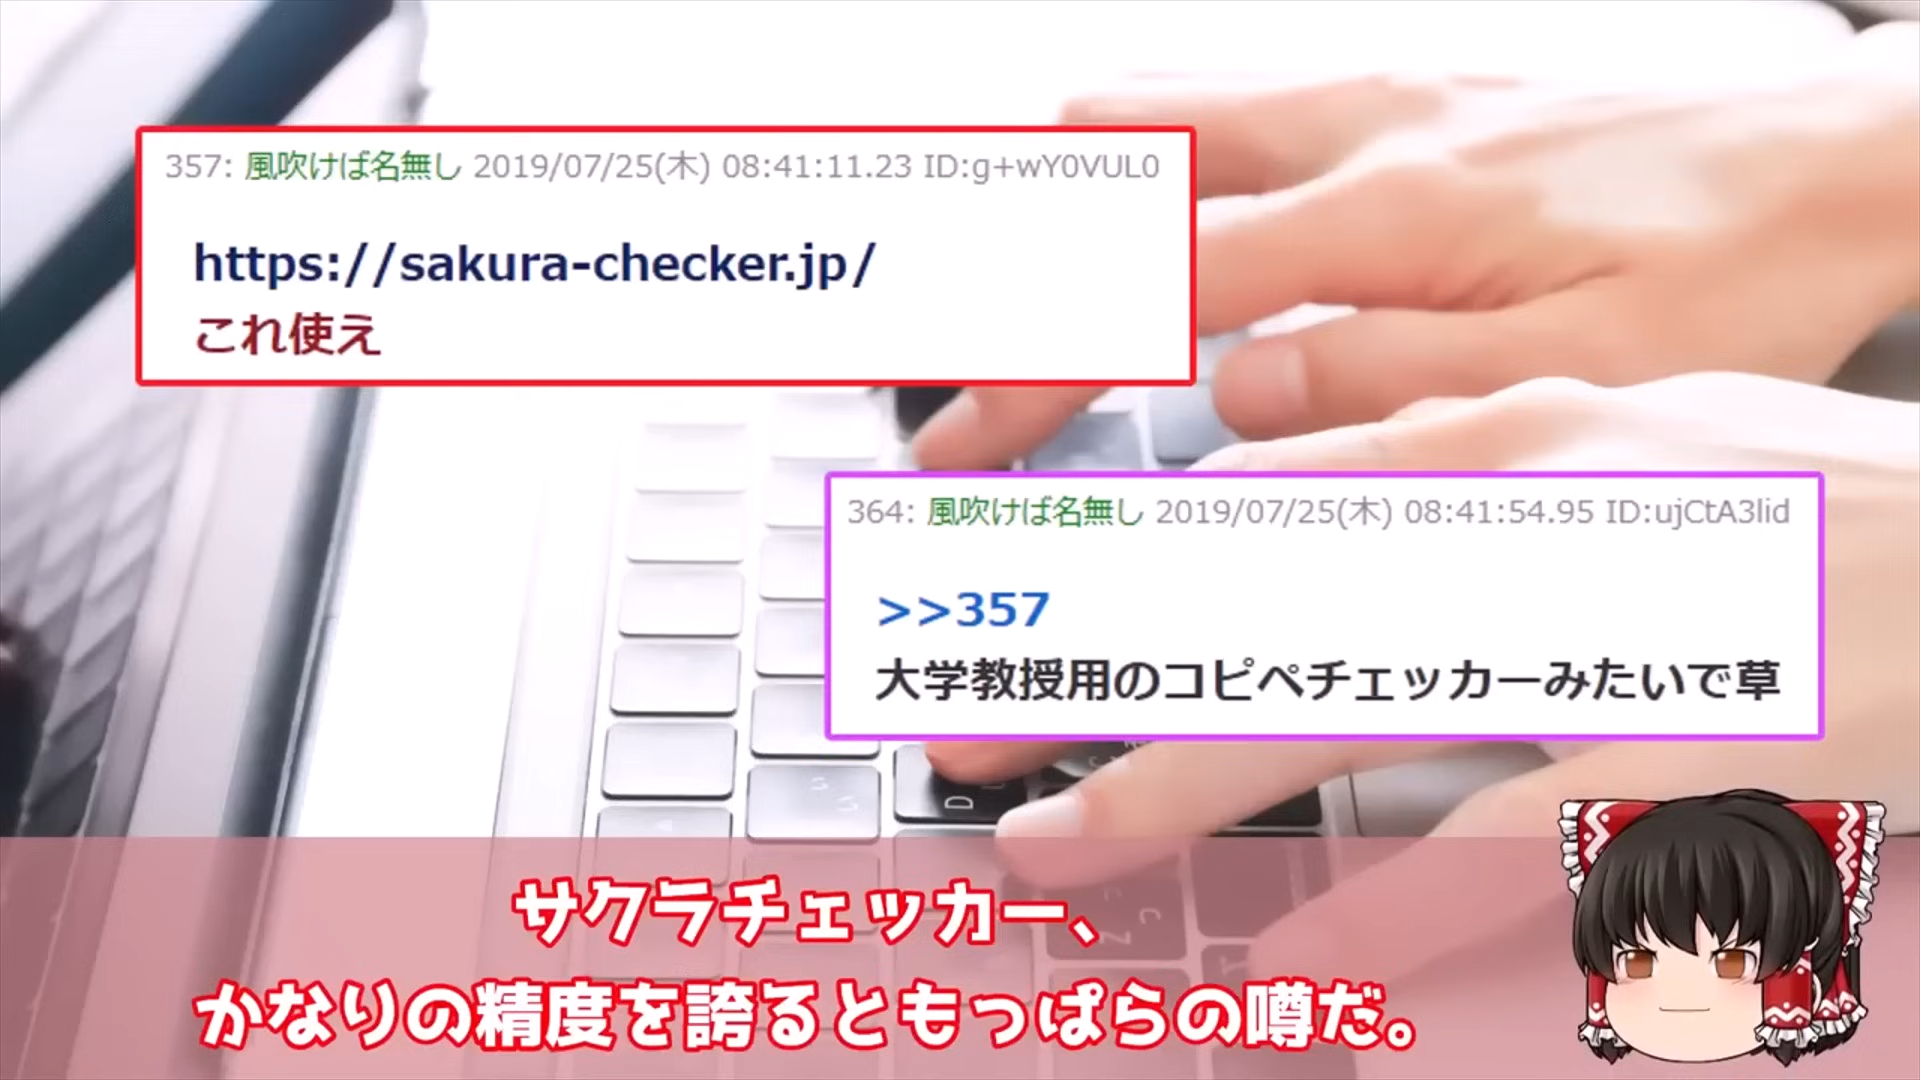 357: 風吹けば名無し 2019/07/25(木) 08:41:11.23 ID:g+wY0VUL0
https://sakura-checker.jp/
これ使え
364: 風吹けば名無し 2019/07/25(木) 08:41:54.95 ID:ujCtA3lid
>>357
大学教授用のコピペチェッカーみたいで草
サクラチェッカー、
かなりの精度を誇るともっぱらの噂だ。